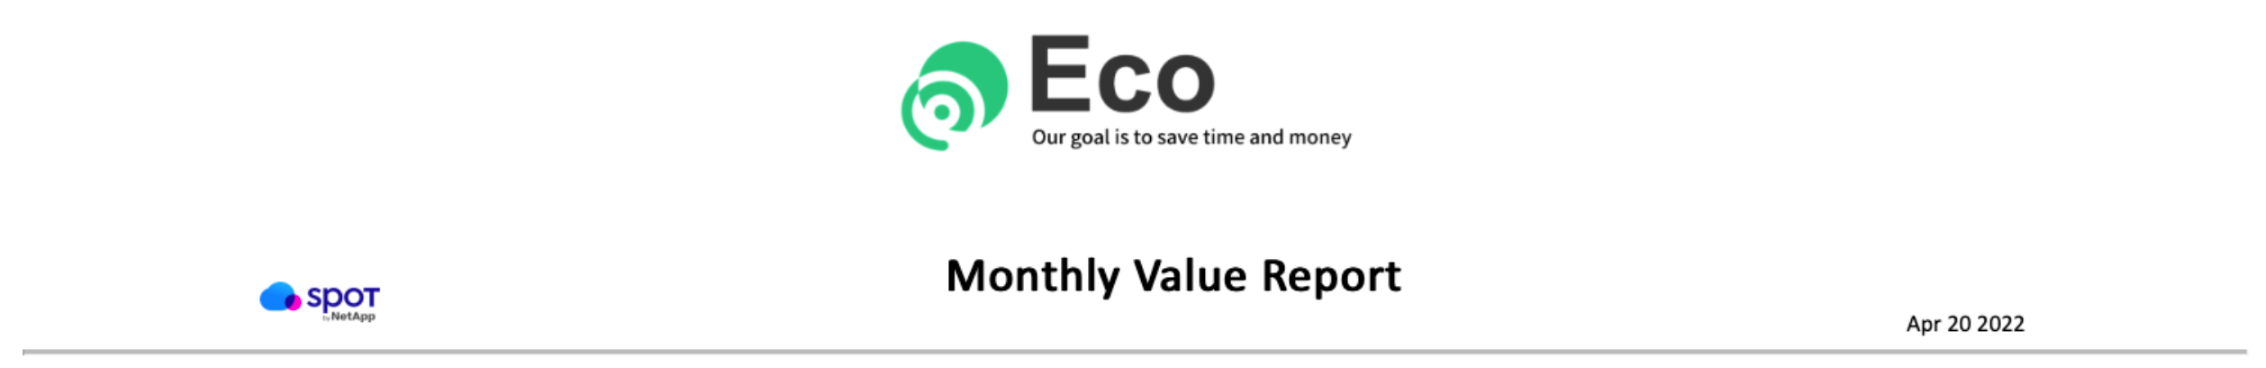 Eco
Our goal is to save time and money
Monthly Value Report
spot
by NetApp
Apr 20 2022